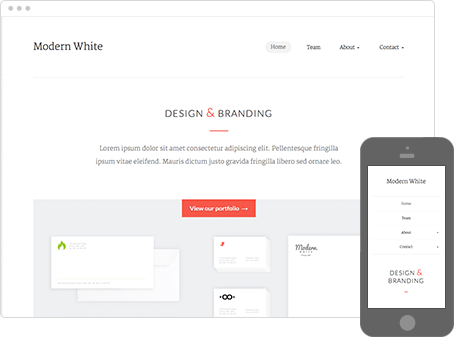 Modern White
Home Team About Contact
DESIGN & BRANDING
Lorem ipsum dolor sit amet consectetur adipiscing elit. Pellentesque fringilla
ipsum vitae eleifend. Mauris dictum justo gravida fringilla libero sed ornare leo.
View our portfolio →
Modern
WHITE
Modern White
Home
Team
About
Contact
DESIGN &
BRANDING